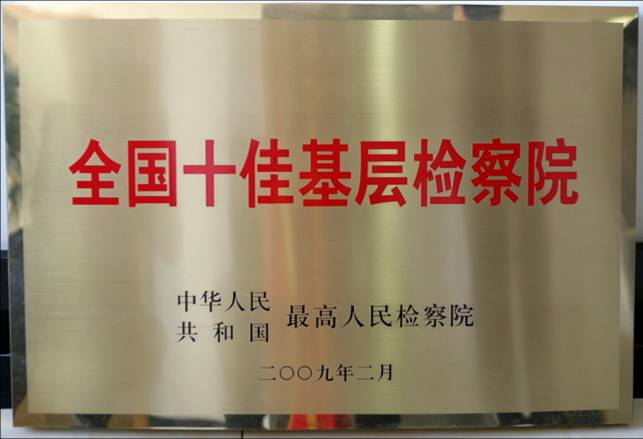 全国十佳基层检察院
中华人民
共和国 最高人民检察院
二〇〇九年二月